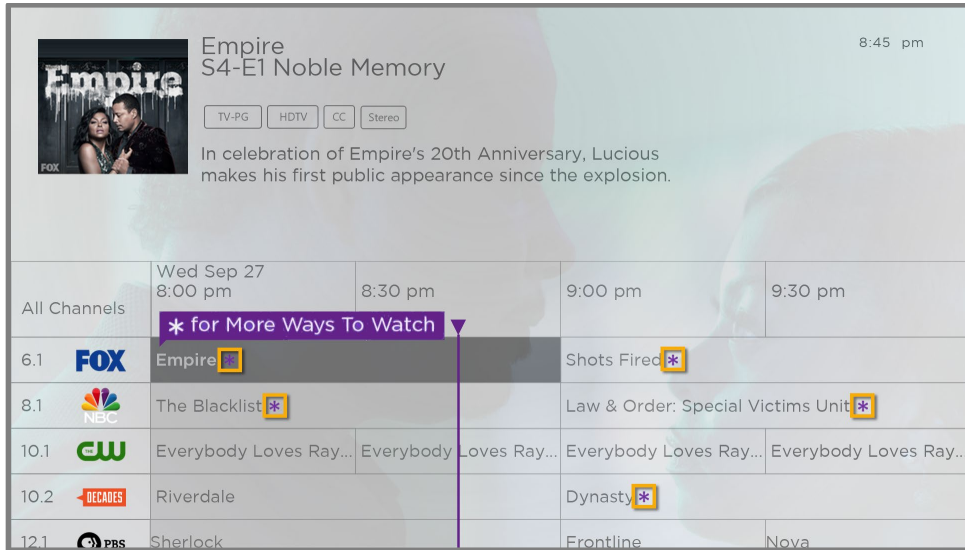 Empire
S4-E1 Noble Memory
8:45 pm
Empire
FOX
TV-PG HDTV CC Stereo
In celebration of Empire's 20th Anniversary, Lucious
makes his first public appearance since the explosion.
Wed Sep 27
All Channels 8:00 pm 8:30 pm 9:00 pm 9:30 pm
* for More Ways To Watch
6.1 FOX Empire * Shots Fired *
8.1 NBC The Blacklist * Law & Order: Special Victims Unit *
10.1 THE CW Everybody Loves Ray... Everybody Loves Ray... Everybody Loves Ray... Everybody Loves Ray..
10.2 DECADES Riverdale Dynasty *
12.1 PBS Sherlock Frontline Nova